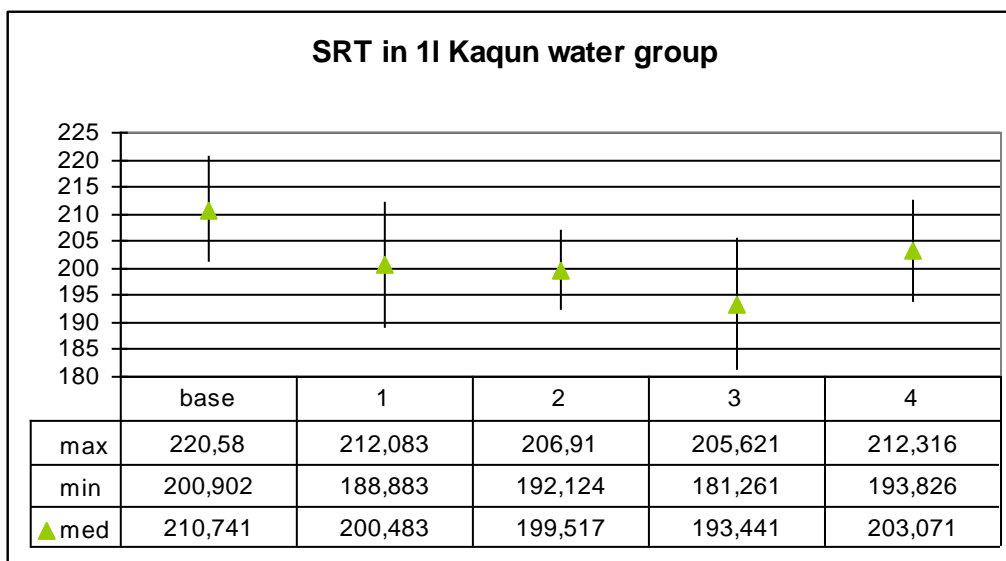 SRT in 1l Kaqun water group
225
220
215
210
205
200
195
190
185
180
base 1 2 3 4
max 220,58 212,083 206,91 205,621 212,316
min 200,902 188,883 192,124 181,261 193,826
med 210,741 200,483 199,517 193,441 203,071